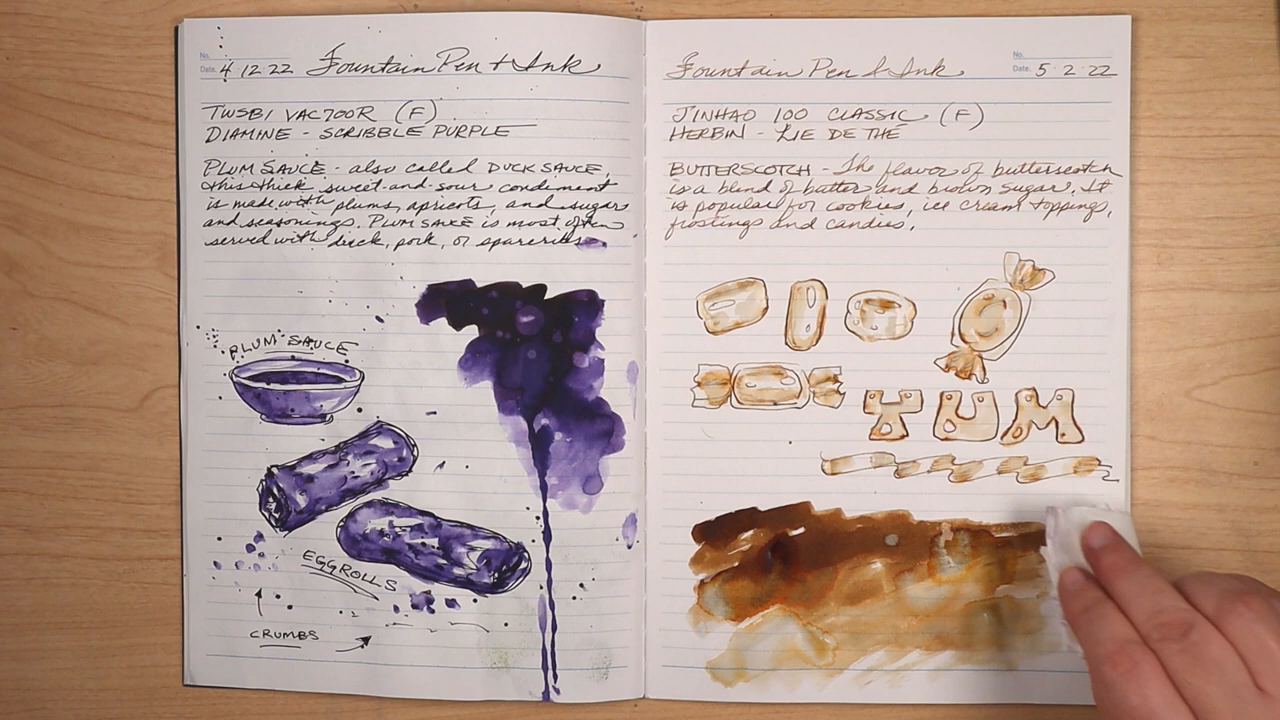 No.
Date. 4 12 22 Fountain Pen + Ink
TWSBI VAC700R (F)
DIAMINE - SCRIBBLE PURPLE
PLUM SAUCE - also called DUCK SAUCE,
this thick sweet-and-sour condiment
is made with plums, apricots, and sugar
and seasonings. PLUM SAUCE is most often
served with duck, pork, or spareribs
PLUM SAUCE
EGGROLLS
CRUMBS
Fountain Pen & Ink
No.
Date. 5 2 22
JINHAO 100 CLASSIC (F)
HERBIN - LIE DE THE
BUTTERSCOTCH - The flavor of butterscotch
is a blend of butter and brown sugar. It
is popular for cookies, ice cream toppings,
frostings and candies.
YUM